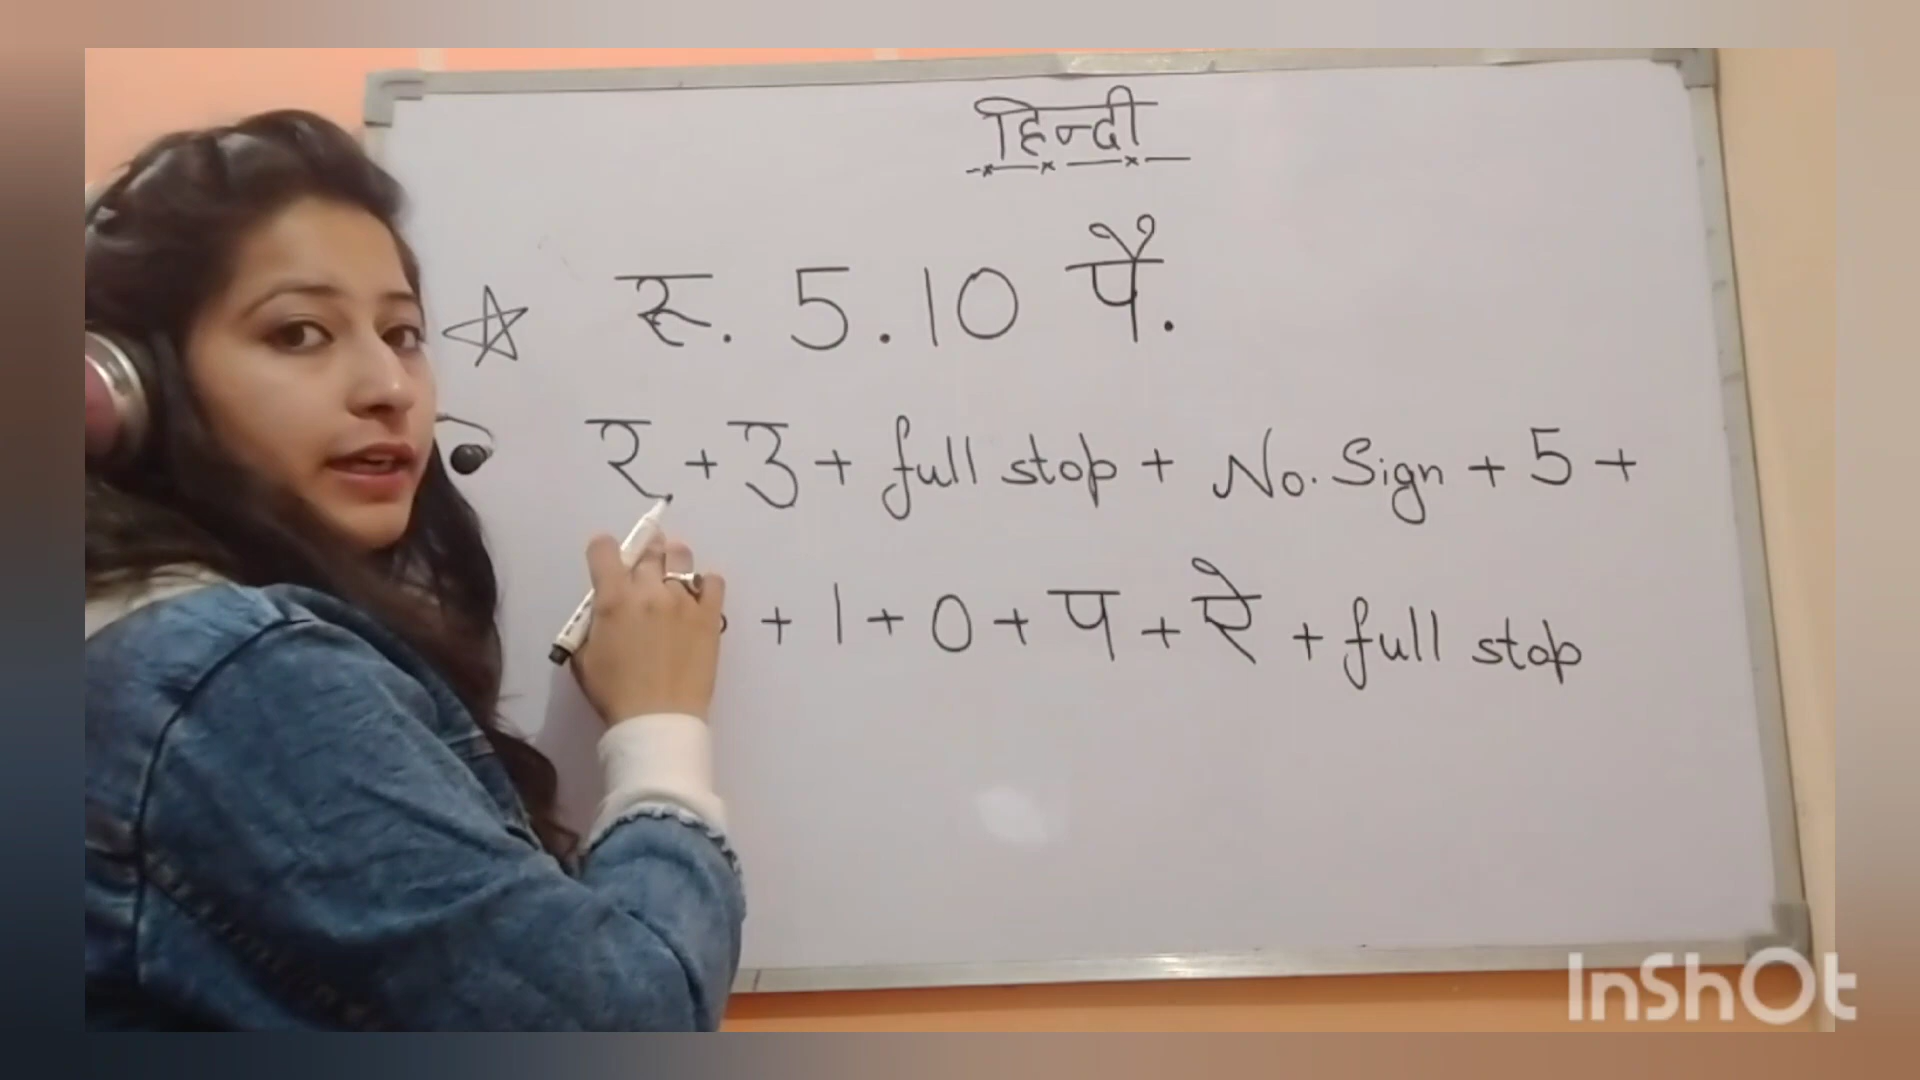 हिन्दी
रु. 5.10 पै.
र + उ + full stop + No. Sign + 5 +
+ 1 + 0 + प + ऐ + full stop
InShOt